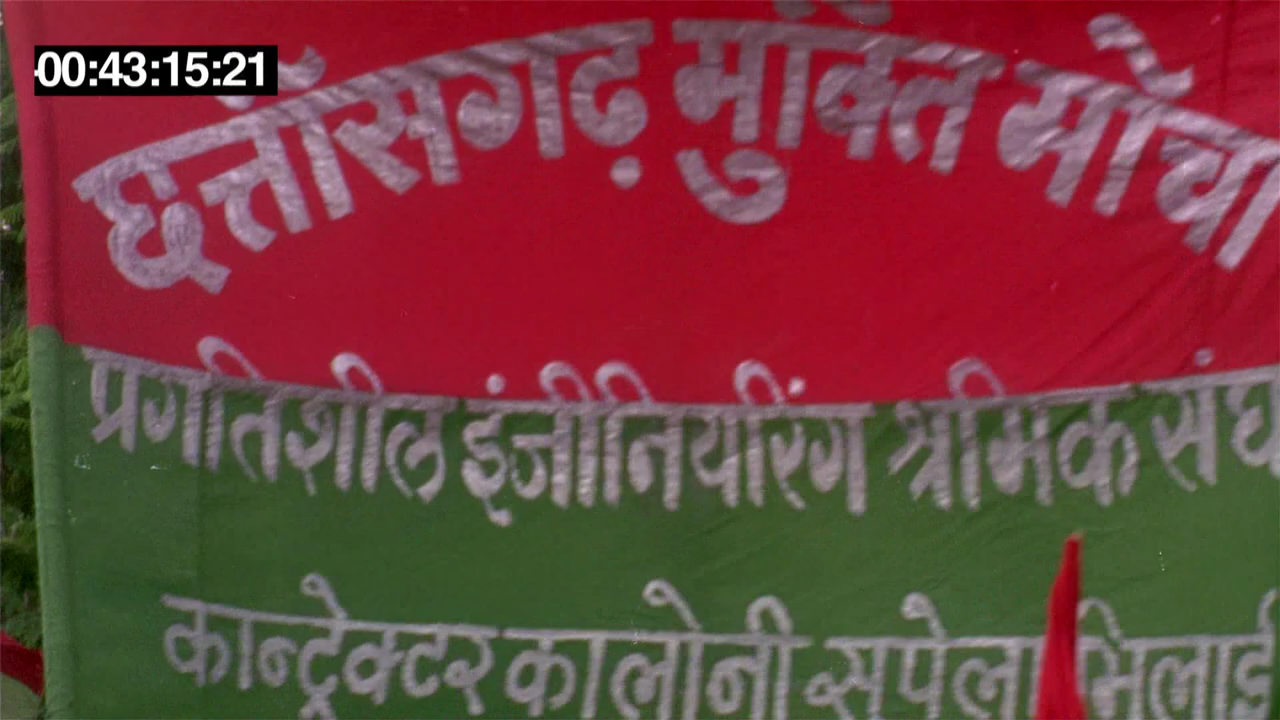 00:43:15:21
छत्तीसगढ़ मुक्ति मोर्चा
प्रगतिशील इंजीनियरिंग श्रमिक संघ
कान्ट्रेक्टर कालोनी सुपेला भिलाई